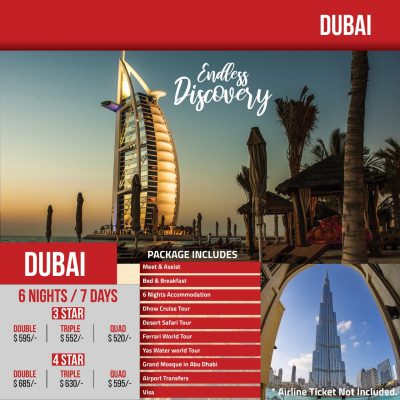 DUBAI
Endless
Discovery
DUBAI
6 NIGHTS / 7 DAYS
3 STAR
DOUBLE TRIPLE QUAD
$ 595/- $ 552/- $ 520/-
4 STAR
DOUBLE TRIPLE QUAD
$ 685/- $ 630/- $ 595/-
PACKAGE INCLUDES
Meet & Assist
Bed & Breakfast
6 Nights Accommodation
Dhow Cruise Tour
Desert Safari Tour
Ferrari World Tour
Yas Water world Tour
Grand Mosque in Abu Dhabi
Airport Transfers
Visa
Airline Ticket Not Included.